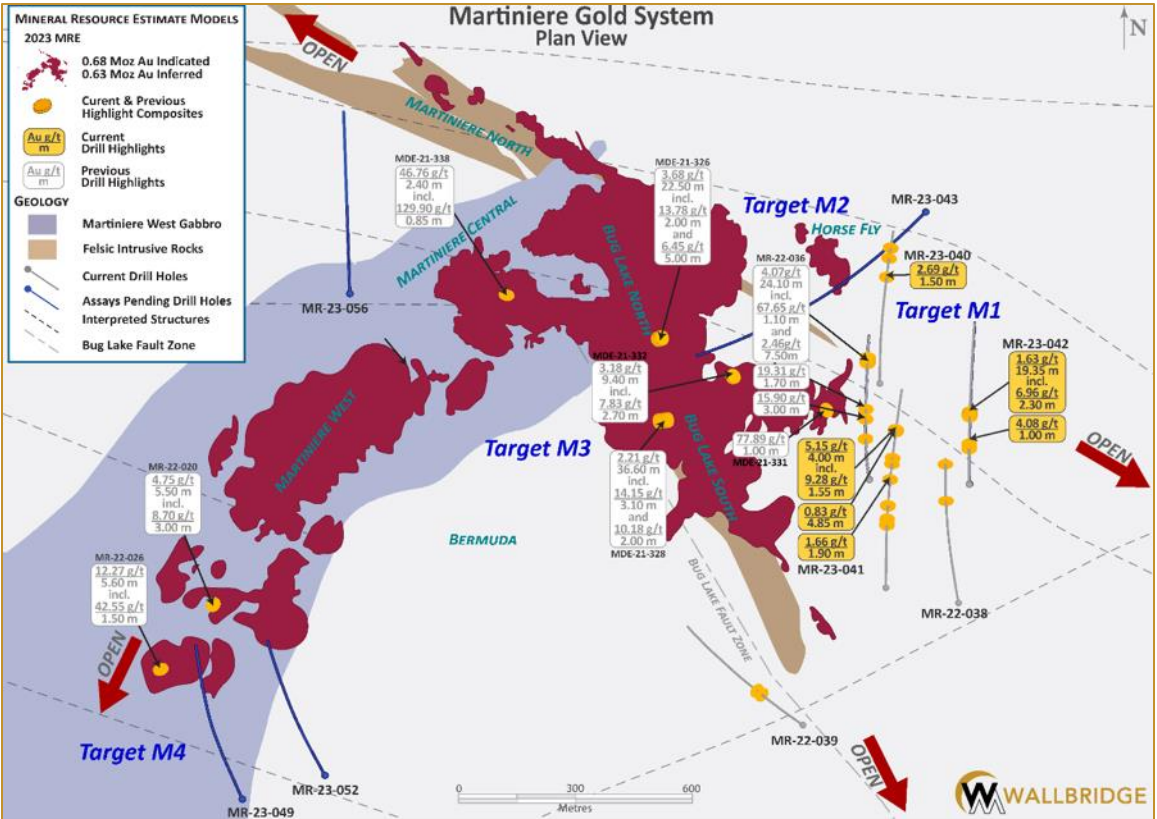 Martiniere Gold System
Plan View
N
MINERAL RESOURCE ESTIMATE MODELS
2023 MRE
0.68 Moz Au Indicated
0.63 Moz Au Inferred
Curent & Previous
Highlight Composites
Au g/t
m
Current
Drill Highlights
Au g/t
m
Previous
Drill Highlights
GEOLOGY
Martiniere West Gabbro
Felsic Intrusive Rocks
Current Drill Holes
Assays Pending Drill Holes
Interpreted Structures
Bug Lake Fault Zone
OPEN
MARTINIERE NORTH
MDE-21-338
46.76 g/t
2.40 m
incl.
129.90 g/t
0.85 m
MARTINIERE CENTRAL
MDE-21-326
3.68 g/t
22.50 m
incl.
13.78 g/t
2.00 m
and
6.45 g/t
5.00 m
Target M2
HORSE FLY
MR-23-043
MR-23-040
2.69 g/t
1.50 m
MR-22-036
4.07g/t
24.10 m
incl.
67.65 g/t
1.10 m
and
2.46g/t
7.50m
19.31 g/t
1.70 m
15.90 g/t
3.00 m
Target M1
MR-23-042
1.63 g/t
19.35 m
incl.
6.96 g/t
2.30 m
4.08 g/t
1.00 m
MR-23-056
BUG LAKE NORTH
MDE-21-332
3.18 g/t
9.40 m
incl.
7.83 g/t
2.70 m
MARTINIERE WEST
Target M3
BUG LAKE SOUTH
77.89 g/t
1.00 m
MDE-21-331
5.15 g/t
4.00 m
incl.
9.28 g/t
1.55 m
0.83 g/t
4.85 m
1.66 g/t
1.90 m
MR-23-041
OPEN
2.21 g/t
36.60 m
incl.
14.15 g/t
3.10 m
and
10.18 g/t
2.00 m
MDE-21-328
MR-22-020
4.75 g/t
5.50 m
incl.
8.70 g/t
3.00 m
BERMUDA
MR-22-026
12.27 g/t
5.60 m
incl.
42.55 g/t
1.50 m
BUG LAKE FAULT ZONE
MR-22-038
OPEN
Target M4
MR-22-039
OPEN
MR-23-052
MR-23-049
0 300 600
Metres
WALLBRIDGE